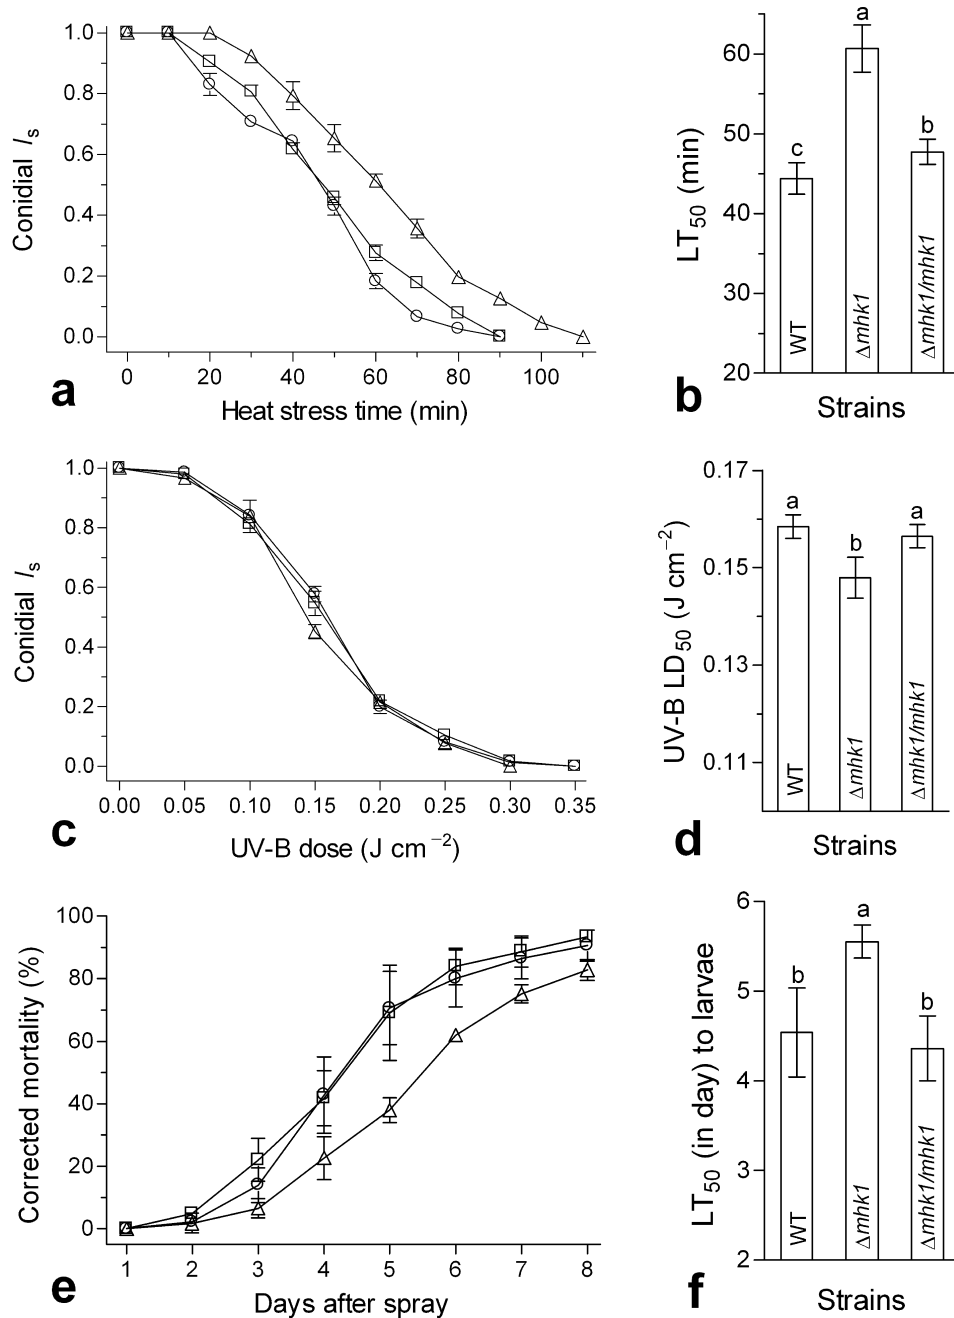 1.0
0.8
0.6
0.4
0.2
0.0
Conidial Is
0 20 40 60 80 100
Heat stress time (min)
a
60
50
40
30
20
LT50 (min)
c
a
b
WT
Δmhk1
Δmhk1/mhk1
Strains
b
1.0
0.8
0.6
0.4
0.2
0.0
Conidial Is
0.00 0.05 0.10 0.15 0.20 0.25 0.30 0.35
UV-B dose (J cm−2)
c
0.17
0.15
0.13
0.11
UV-B LD50 (J cm−2)
a
b
a
WT
Δmhk1
Δmhk1/mhk1
Strains
d
100
80
60
40
20
0
Corrected mortality (%)
1 2 3 4 5 6 7 8
Days after spray
e
6
5
4
3
2
LT50 (in day) to larvae
b
a
b
WT
Δmhk1
Δmhk1/mhk1
Strains
f